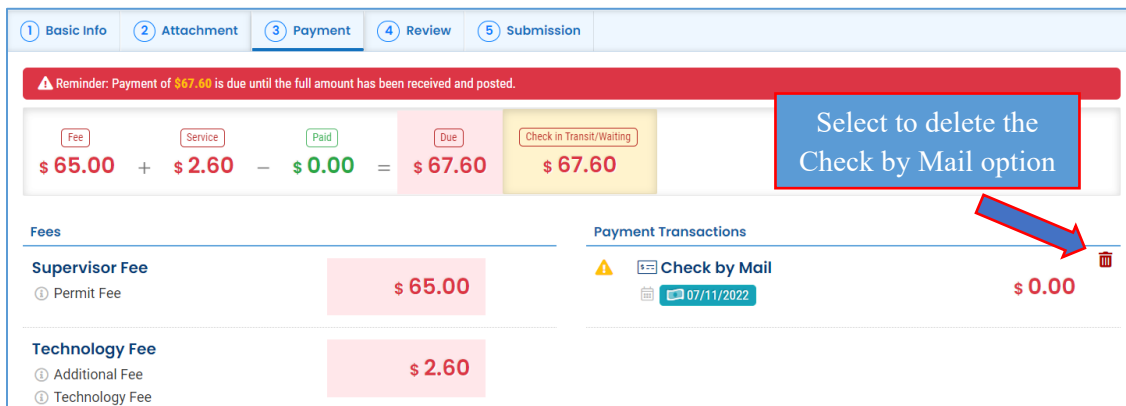 1 Basic Info 2 Attachment 3 Payment 4 Review 5 Submission
Reminder: Payment of $67.60 is due until the full amount has been received and posted.
Fee Service Paid Due Check in Transit/Waiting
$ 65.00 + $ 2.60 – $ 0.00 = $ 67.60 $ 67.60
Select to delete the
Check by Mail option
Fees
Supervisor Fee
Permit Fee
$ 65.00
Technology Fee
Additional Fee
Technology Fee
$ 2.60
Payment Transactions
Check by Mail
07/11/2022
$ 0.00